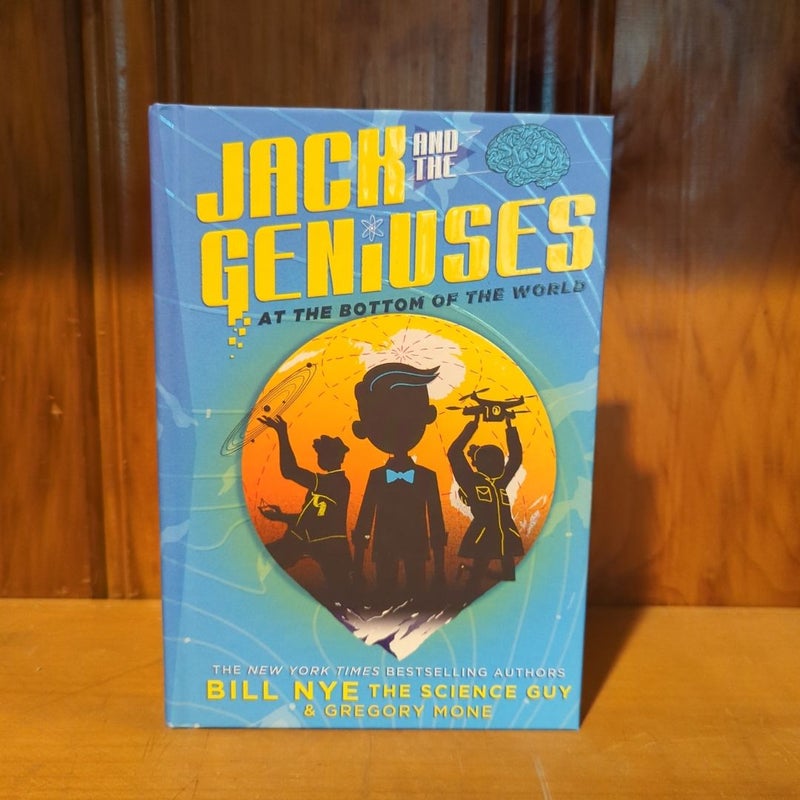 JACK AND THE
GENiUSES
AT THE BOTTOM OF THE WORLD
THE NEW YORK TIMES BESTSELLING AUTHORS
BILL NYE THE SCIENCE GUY
& GREGORY MONE